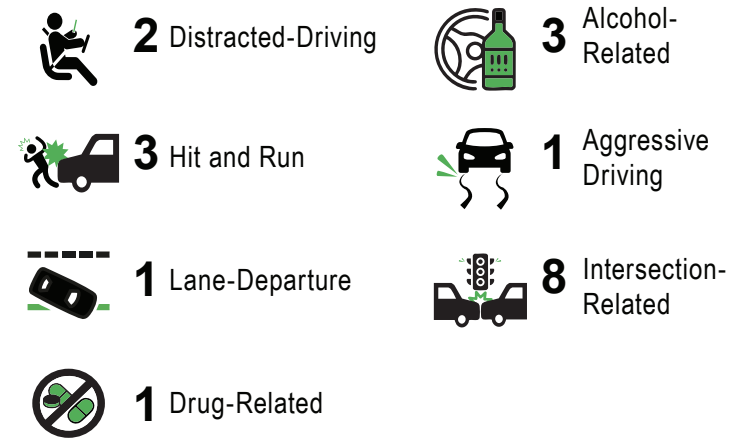 2 Distracted-Driving
3 Alcohol-
Related
3 Hit and Run
1 Aggressive
Driving
1 Lane-Departure
8 Intersection-
Related
1 Drug-Related